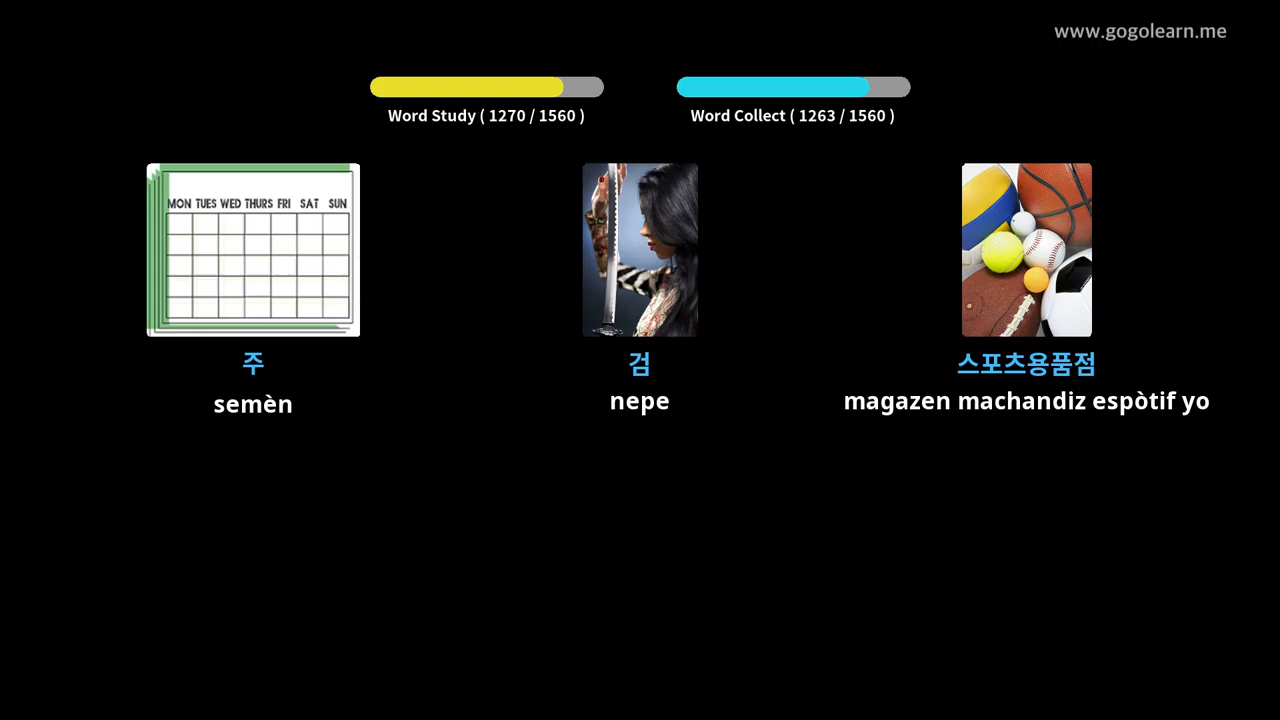 www.gogolearn.me
Word Study ( 1270 / 1560 )
Word Collect ( 1263 / 1560 )
MON TUES WED THURS FRI SAT SUN
주
검
스포츠용품점
semèn
nepe
magazen machandiz espòtif yo